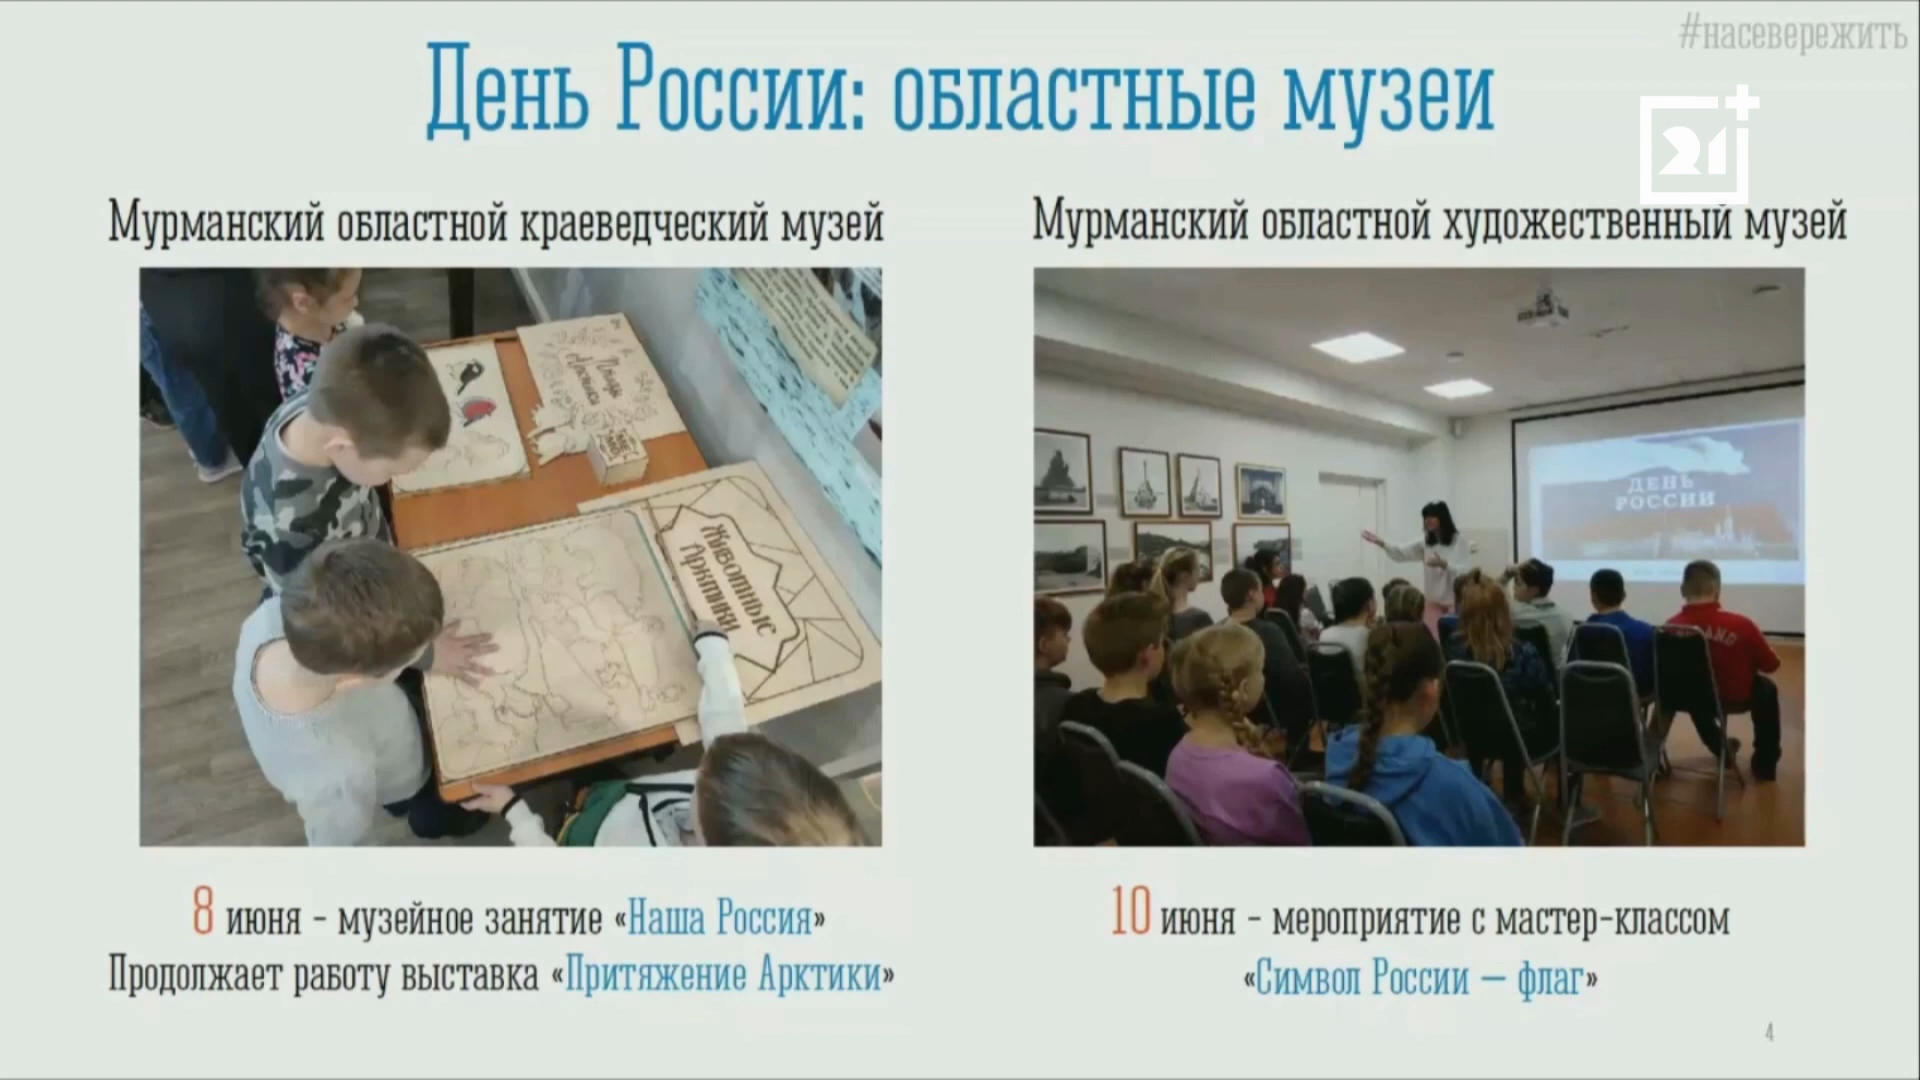 #насевережить
День России: областные музеи
21+
Мурманский областной краеведческий музей
Мурманский областной художественный музей
Животные
Арктики
ДЕНЬ
РОССИИ
8 июня - музейное занятие «Наша Россия»
Продолжает работу выставка «Притяжение Арктики»
10 июня - мероприятие с мастер-классом
«Символ России — флаг»
4